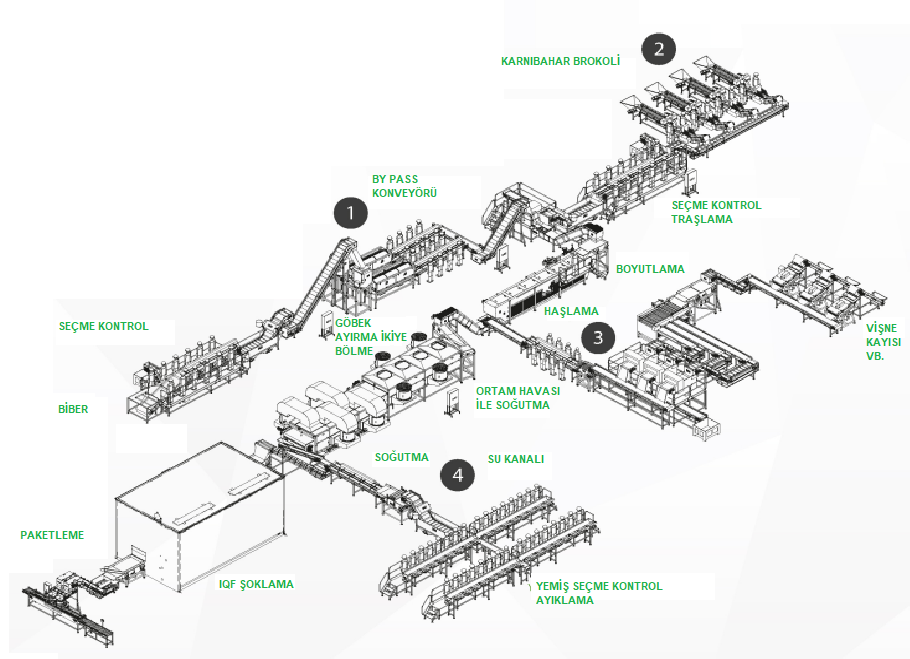 2
KARNIBAHAR BROKOLİ
BY PASS
KONVEYÖRÜ
1
SEÇME KONTROL
TRAŞLAMA
BOYUTLAMA
HAŞLAMA
SEÇME KONTROL
GÖBEK
AYIRMA İKİYE
BÖLME
3
VİŞNE
KAYISI
VB.
ORTAM HAVASI
İLE SOĞUTMA
BİBER
SOĞUTMA
4
SU KANALI
PAKETLEME
IQF ŞOKLAMA
YEMİŞ SEÇME KONTROL
AYIKLAMA